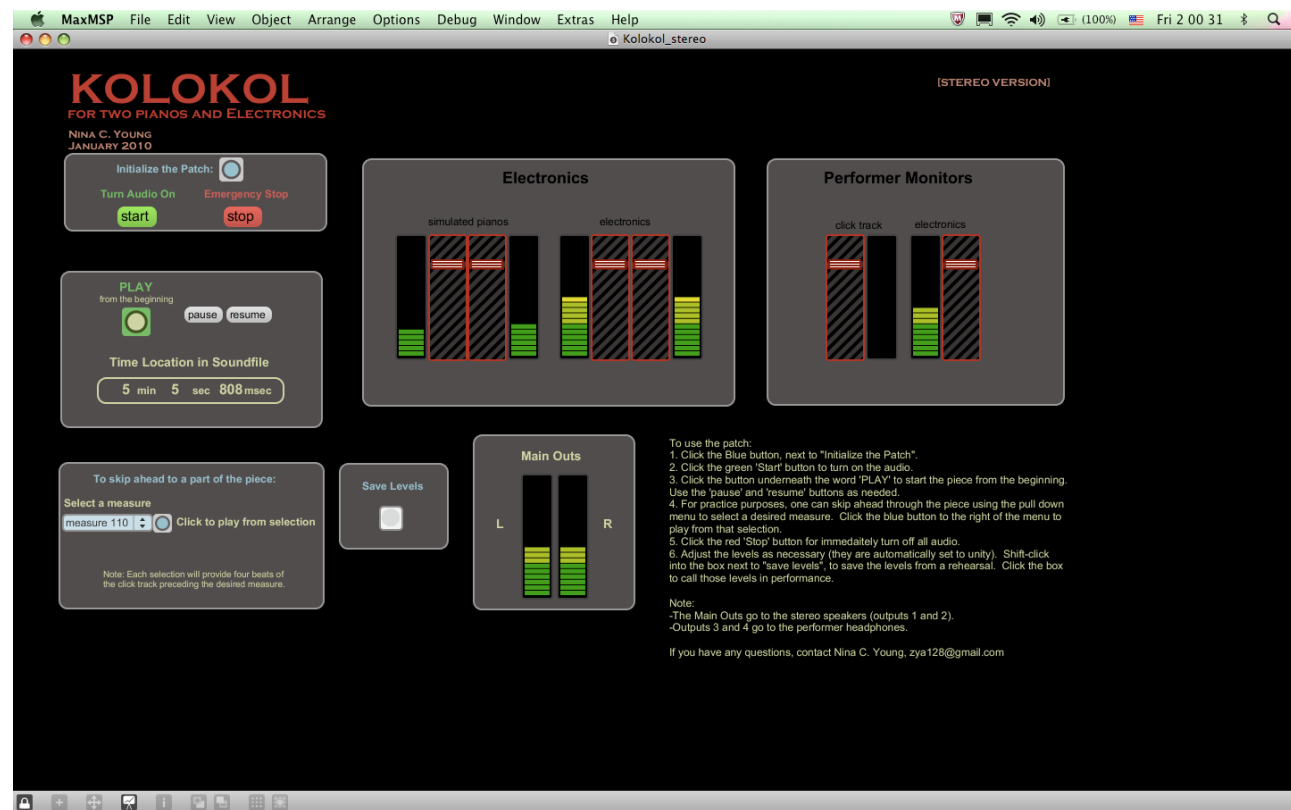 MaxMSP File Edit View Object Arrange Options Debug Window Extras Help (100%) Fri 2 00 31
Kolokol_stereo
KOLOKOL
FOR TWO PIANOS AND ELECTRONICS
NINA C. YOUNG
JANUARY 2010
[STEREO VERSION]
Initialize the Patch:
Turn Audio On Emergency Stop
start stop
PLAY
from the beginning
pause resume
Time Location in Soundfile
5 min 5 sec 808 msec
Electronics
simulated pianos electronics
Performer Monitors
click track electronics
To skip ahead to a part of the piece:
Select a measure
measure 110 Click to play from selection
Note: Each selection will provide four beats of
the click track preceding the desired measure.
Save Levels
Main Outs
L R
To use the patch:
1. Click the Blue button, next to "Initialize the Patch".
2. Click the green 'Start' button to turn on the audio.
3. Click the button underneath the word 'PLAY' to start the piece from the beginning.
Use the 'pause' and 'resume' buttons as needed.
4. For practice purposes, one can skip ahead through the piece using the pull down
menu to select a desired measure. Click the blue button to the right of the menu to
play from that selection.
5. Click the red 'Stop' button for immedaitely turn off all audio.
6. Adjust the levels as necessary (they are automatically set to unity). Shift-click
into the box next to "save levels", to save the levels from a rehearsal. Click the box
to call those levels in performance.
Note:
-The Main Outs go to the stereo speakers (outputs 1 and 2).
-Outputs 3 and 4 go to the performer headphones.
If you have any questions, contact Nina C. Young, zya128@gmail.com